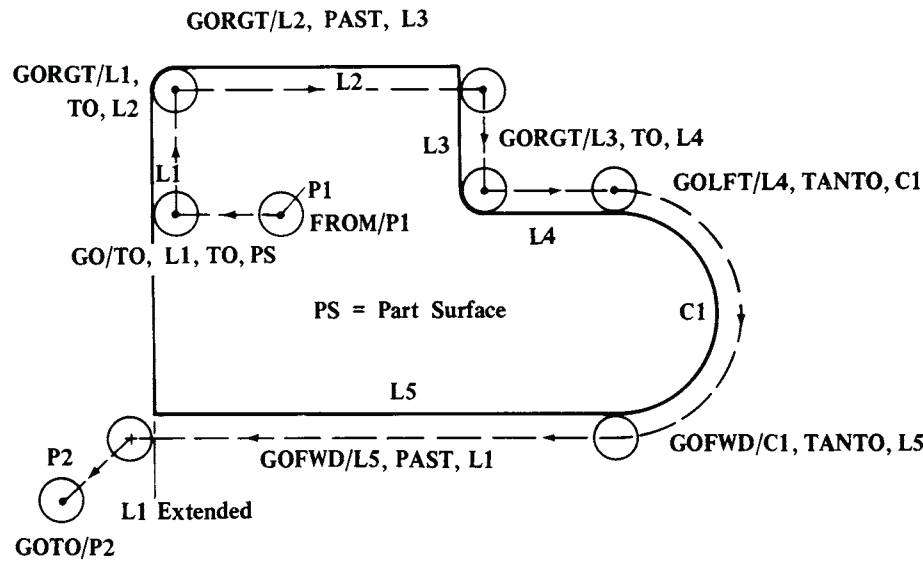 GORGT/L2, PAST, L3
GORGT/L1,
TO, L2
L2
L3
GORGT/L3, TO, L4
L1
P1
FROM/P1
GOLFT/L4, TANTO, C1
GO/TO, L1, TO, PS
L4
PS = Part Surface
C1
L5
GOFWD/C1, TANTO, L5
GOFWD/L5, PAST, L1
P2
L1 Extended
GOTO/P2